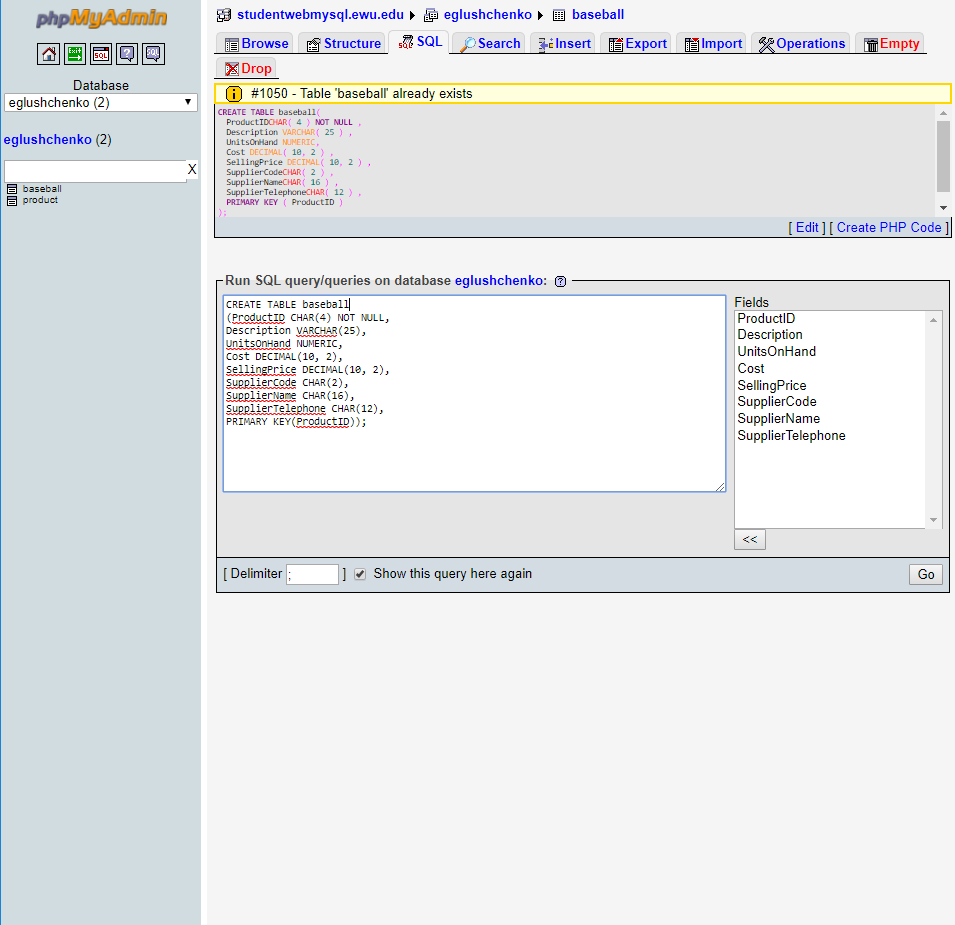 phpMyAdmin
Exit
SQL
?
SQL
Database
eglushchenko (2)
eglushchenko (2)
X
baseball
product
studentwebmysql.ewu.edu eglushchenko baseball
Browse Structure SQL Search Insert Export Import Operations Empty
Drop
#1050 - Table 'baseball' already exists
CREATE TABLE baseball(
ProductIDCHAR( 4 ) NOT NULL ,
Description VARCHAR( 25 ) ,
UnitsOnHand NUMERIC,
Cost DECIMAL( 10, 2 ) ,
SellingPrice DECIMAL( 10, 2 ) ,
SupplierCodeCHAR( 2 ) ,
SupplierNameCHAR( 16 ) ,
SupplierTelephoneCHAR( 12 ) ,
PRIMARY KEY ( ProductID )
);
[ Edit ] [ Create PHP Code ]
Run SQL query/queries on database eglushchenko: ?
CREATE TABLE baseball
(ProductID CHAR(4) NOT NULL,
Description VARCHAR(25),
UnitsOnHand NUMERIC,
Cost DECIMAL(10, 2),
SellingPrice DECIMAL(10, 2),
SupplierCode CHAR(2),
SupplierName CHAR(16),
SupplierTelephone CHAR(12),
PRIMARY KEY(ProductID));
Fields
ProductID
Description
UnitsOnHand
Cost
SellingPrice
SupplierCode
SupplierName
SupplierTelephone
<<
[ Delimiter ; ] Show this query here again
Go